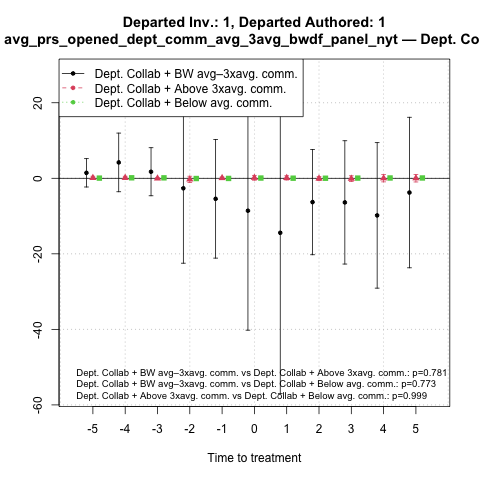 Departed Inv.: 1, Departed Authored: 1
avg_prs_opened_dept_comm_avg_3avg_bwdf_panel_nyt — Dept. Co
Dept. Collab + BW avg–3xavg. comm.
Dept. Collab + Above 3xavg. comm.
Dept. Collab + Below avg. comm.
20
0
-20
-40
-60
Dept. Collab + BW avg–3xavg. comm. vs Dept. Collab + Above 3xavg. comm.: p=0.781
Dept. Collab + BW avg–3xavg. comm. vs Dept. Collab + Below avg. comm.: p=0.773
Dept. Collab + Above 3xavg. comm. vs Dept. Collab + Below avg. comm.: p=0.999
-5 -4 -3 -2 -1 0 1 2 3 4 5
Time to treatment